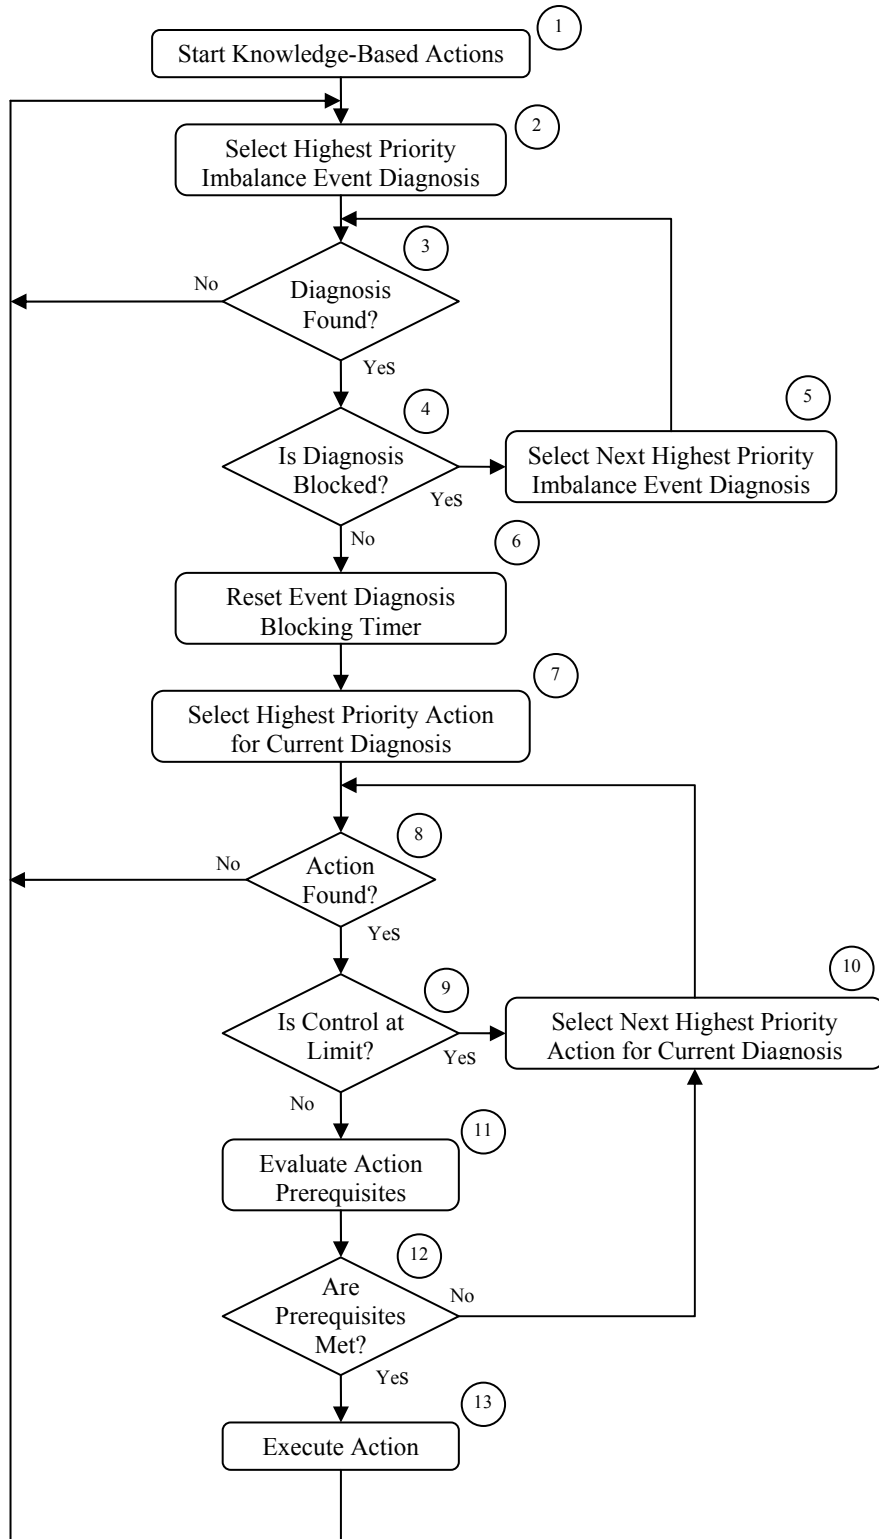 1
Start Knowledge-Based Actions
2
Select Highest Priority
Imbalance Event Diagnosis
3
No
Diagnosis
Found?
Yes
4
5
Is Diagnosis
Blocked?
Yes
Select Next Highest Priority
Imbalance Event Diagnosis
No
6
Reset Event Diagnosis
Blocking Timer
7
Select Highest Priority Action
for Current Diagnosis
8
No
Action
Found?
Yes
9
10
Is Control at
Limit?
Yes
Select Next Highest Priority
Action for Current Diagnosis
No
11
Evaluate Action
Prerequisites
12
Are
Prerequisites
Met?
No
Yes
13
Execute Action